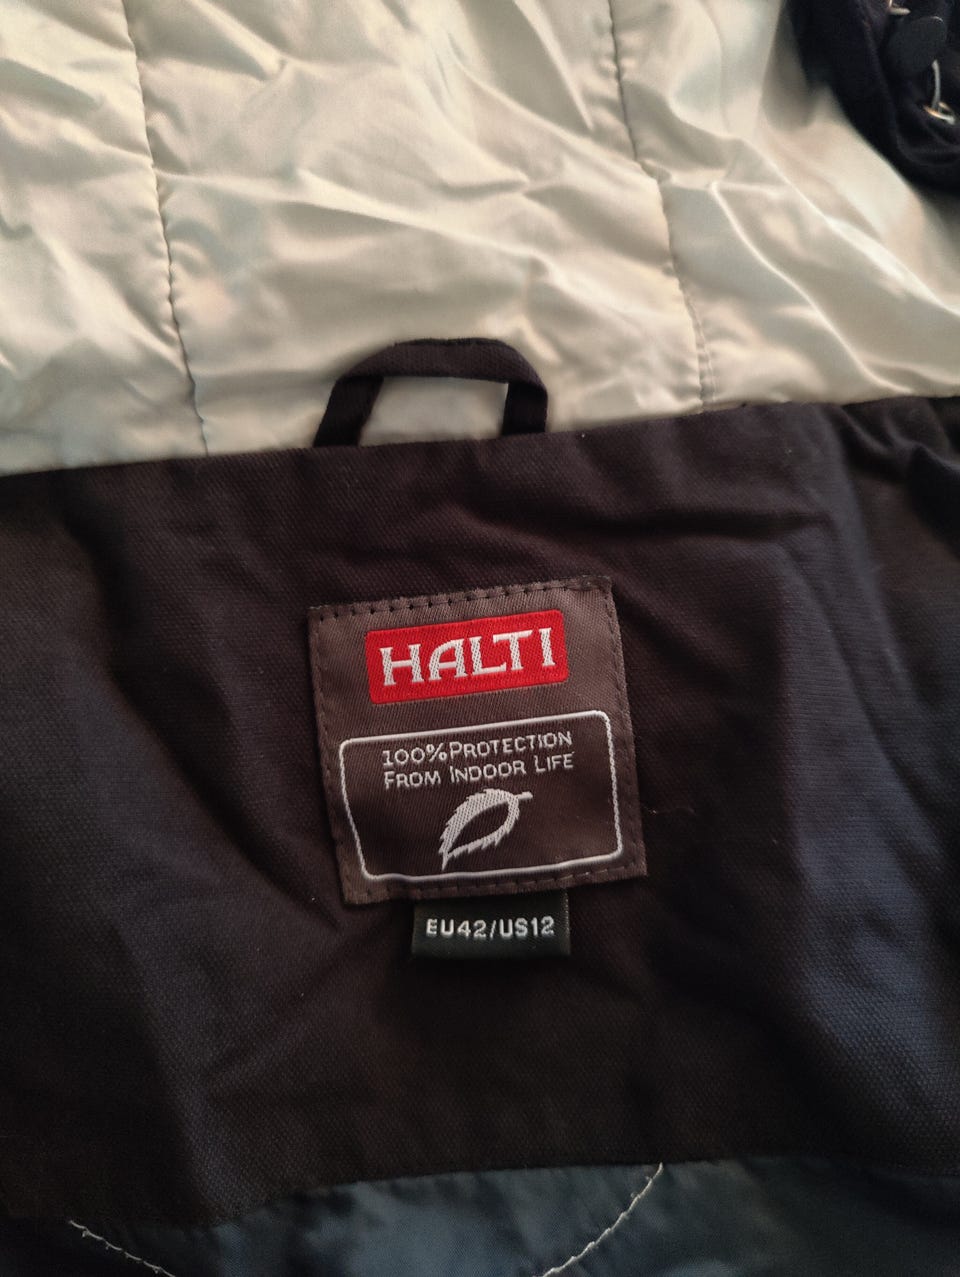 HALTI
100% PROTECTION
FROM INDOOR LIFE
EU42/US12